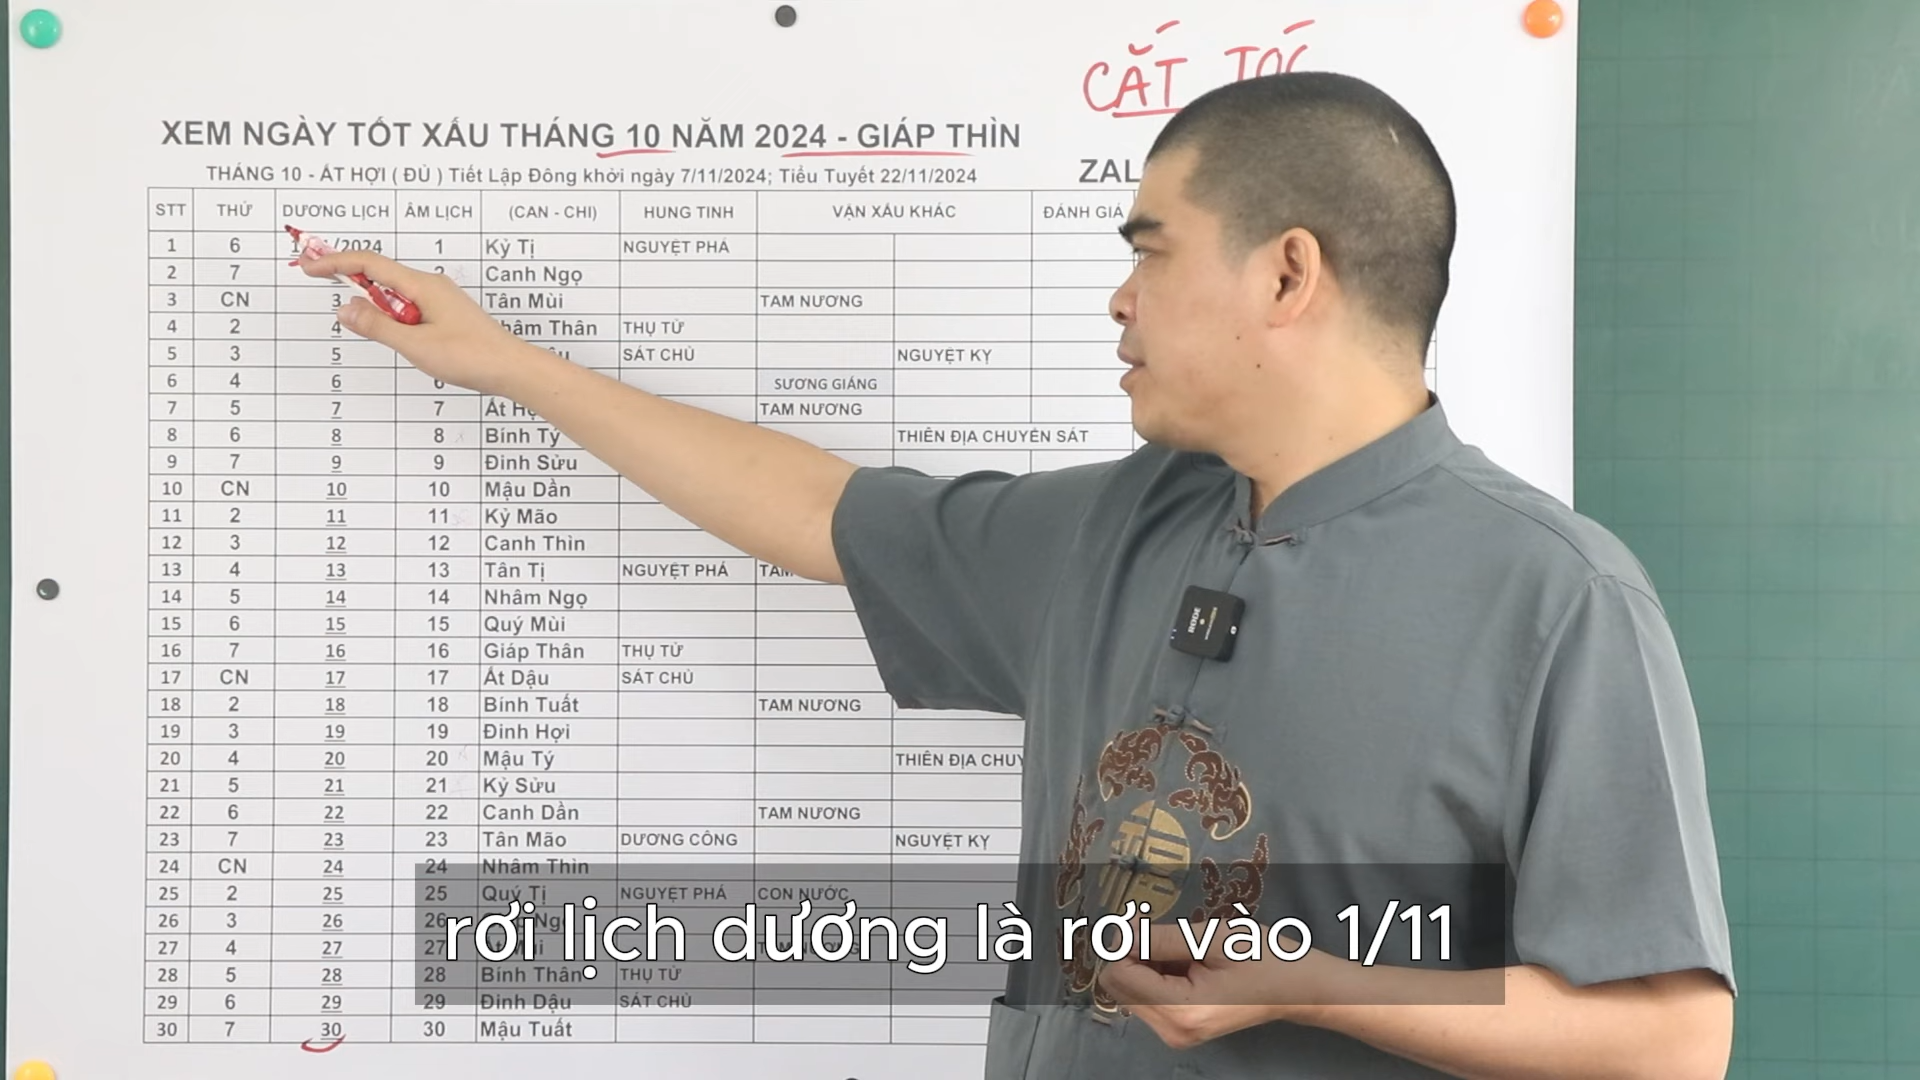 CẮT TÓC
XEM NGÀY TỐT XẤU THÁNG 10 NĂM 2024 - GIÁP THÌN
THÁNG 10 - ẤT HỢI ( ĐỦ ) Tiết Lập Đông khởi ngày 7/11/2024; Tiểu Tuyết 22/11/2024
STT THỨ DƯƠNG LỊCH ÂM LỊCH (CAN - CHI) HUNG TINH VẬN XẤU KHÁC ĐÁNH GIÁ
1 6 /2024 1 Kỷ Tị NGUYỆT PHÁ
2 7 2 Canh Ngọ
3 CN 3 Tân Mùi TAM NƯƠNG
4 2 4 Thân THỤ TỬ
5 3 5 SÁT CHỦ NGUYỆT KỴ
6 4 6 6 SƯƠNG GIÁNG
7 5 7 7 Ất TAM NƯƠNG
8 6 8 8 Bính Tý THIÊN ĐỊA CHUYỂN SÁT
9 7 9 9 Đinh Sửu
10 CN 10 10 Mậu Dần
11 2 11 11 Kỷ Mão
12 3 12 12 Canh Thìn
13 4 13 13 Tân Tị NGUYỆT PHÁ
14 5 14 14 Nhâm Ngọ
15 6 15 15 Quý Mùi
16 7 16 16 Giáp Thân THỤ TỬ
17 CN 17 17 Ất Dậu SÁT CHỦ
18 2 18 18 Bính Tuất TAM NƯƠNG
19 3 19 19 Đinh Hợi
20 4 20 20 Mậu Tý THIÊN ĐỊA
21 5 21 21 Kỷ Sửu
22 6 22 22 Canh Dần TAM NƯƠNG
23 7 23 23 Tân Mão DƯƠNG CÔNG NGUYỆT KỴ
24 CN 24 24 Nhâm Thìn
25 2 25 25 Quý Tị NGUYỆT PHÁ CON NƯỚC
26 3 26 26
27 4 27 27
28 5 28 28 Bính Thân THỤ TỬ
29 6 29 29 Đinh Dậu SÁT CHỦ
30 7 30 30 Mậu Tuất
RODE
rơi lịch dương là rơi vào 1/11